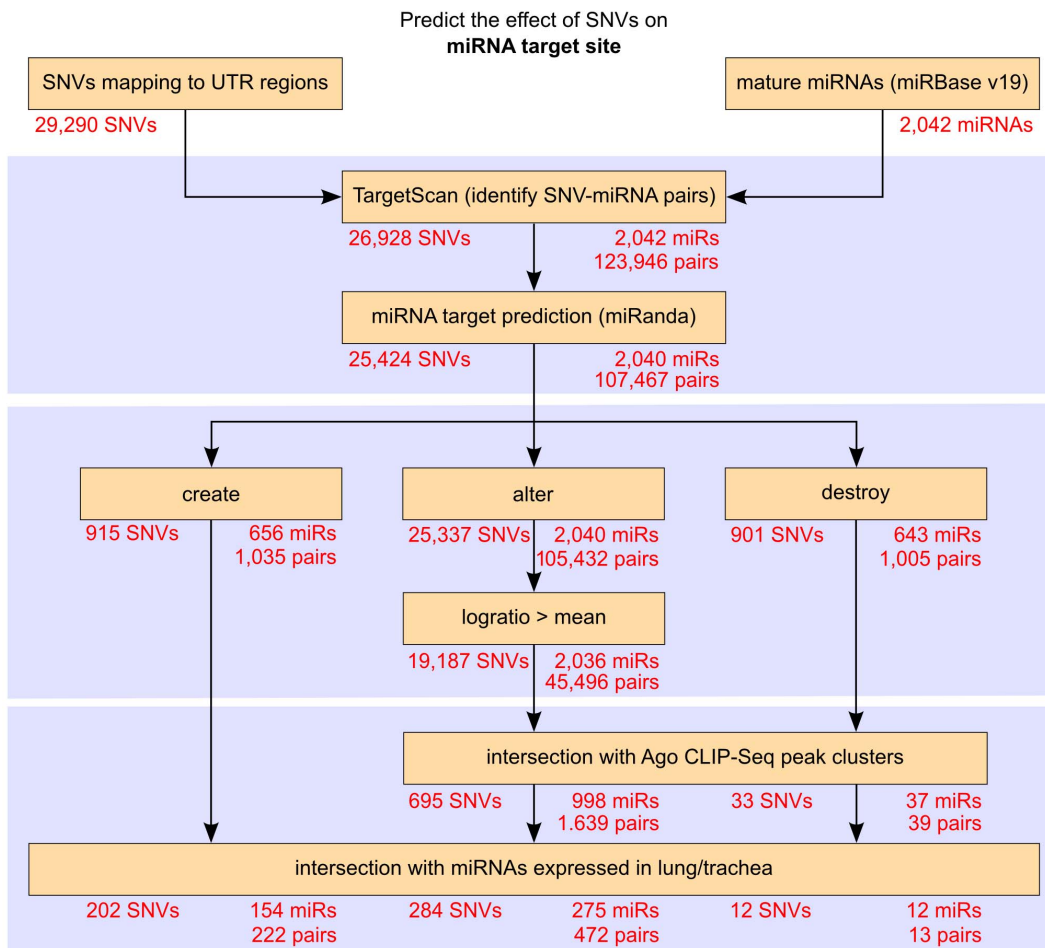 Predict the effect of SNVs on
miRNA target site
SNVs mapping to UTR regions
mature miRNAs (miRBase v19)
29,290 SNVs
2,042 miRNAs
TargetScan (identify SNV-miRNA pairs)
26,928 SNVs
2,042 miRs
123,946 pairs
miRNA target prediction (miRanda)
25,424 SNVs
2,040 miRs
107,467 pairs
create
alter
destroy
915 SNVs
656 miRs
1,035 pairs
25,337 SNVs
2,040 miRs
105,432 pairs
901 SNVs
643 miRs
1,005 pairs
logratio > mean
19,187 SNVs
2,036 miRs
45,496 pairs
intersection with Ago CLIP-Seq peak clusters
695 SNVs
998 miRs
1.639 pairs
33 SNVs
37 miRs
39 pairs
intersection with miRNAs expressed in lung/trachea
202 SNVs
154 miRs
222 pairs
284 SNVs
275 miRs
472 pairs
12 SNVs
12 miRs
13 pairs